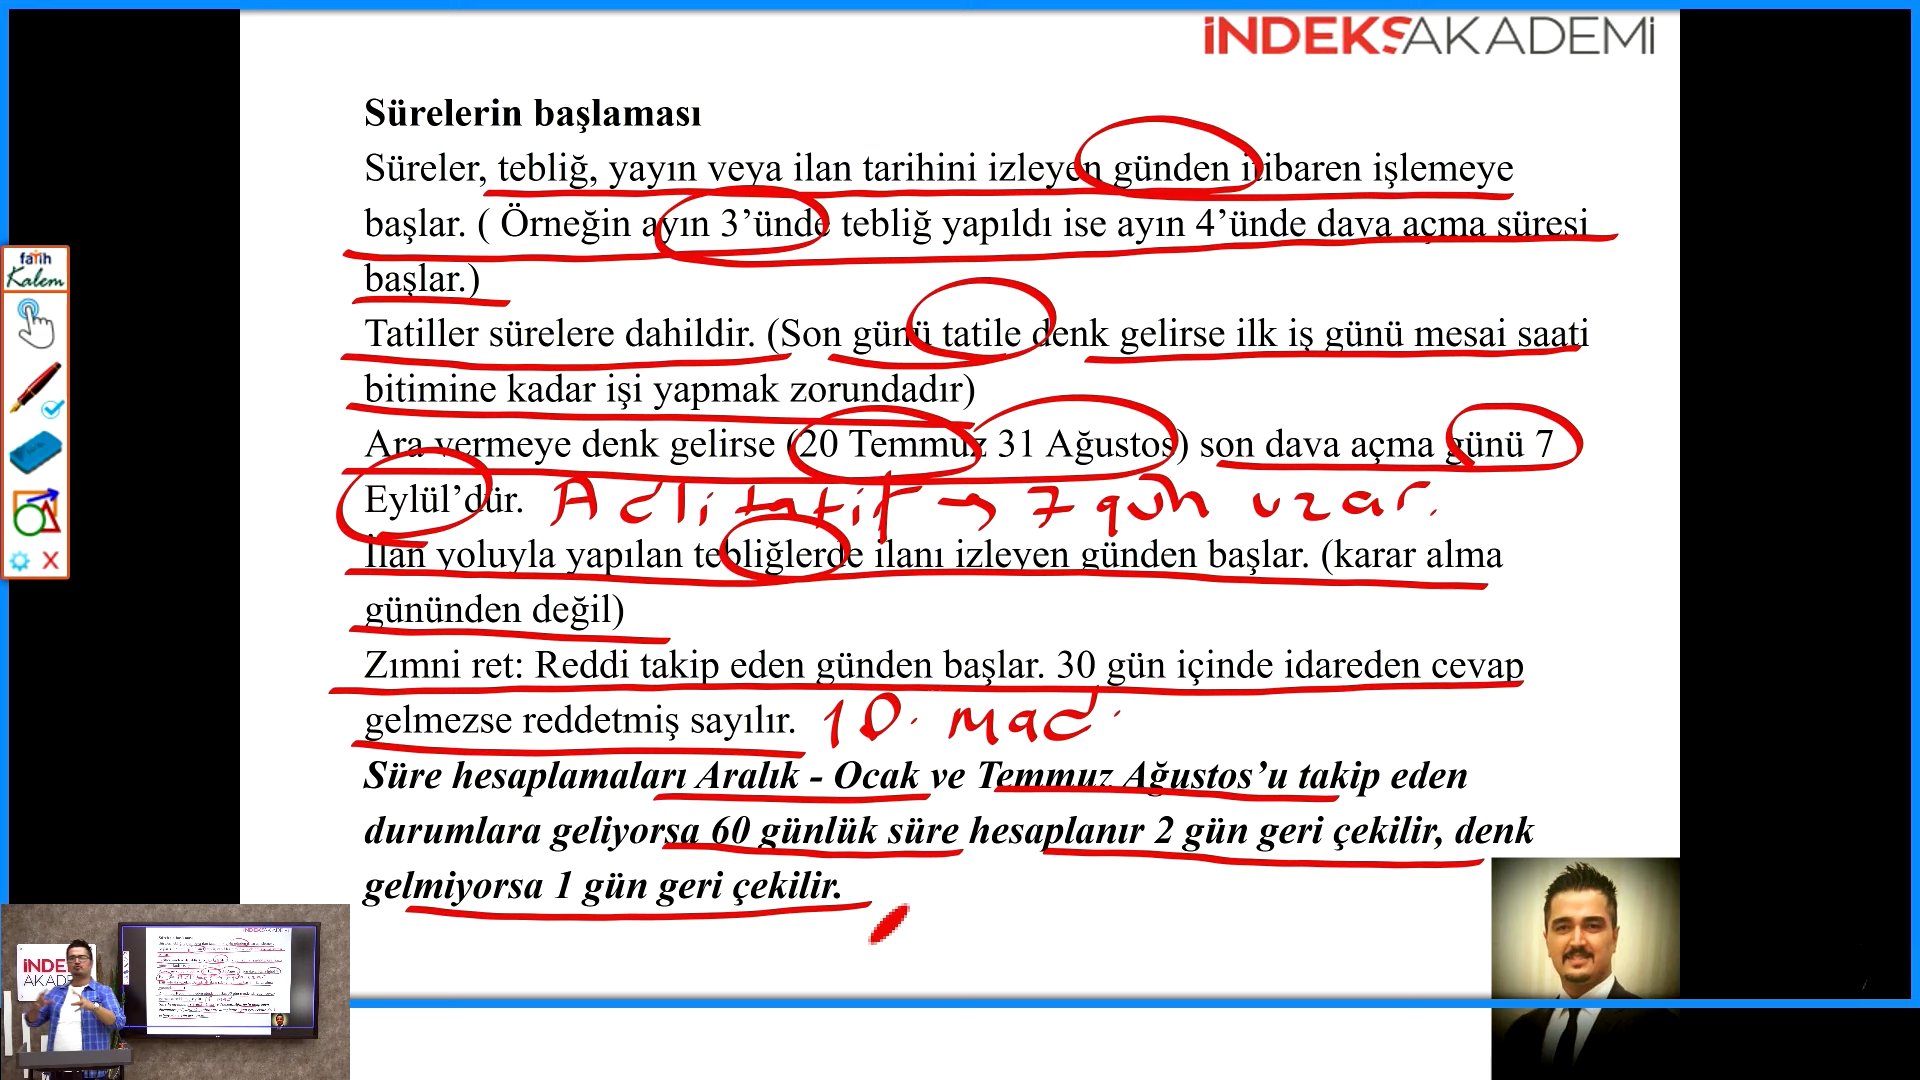 İNDEKSAKADEMİ
Sürelerin başlaması
Süreler, tebliğ, yayın veya ilan tarihini izleyen günden itibaren işlemeye
başlar. ( Örneğin ayın 3’ünde tebliğ yapıldı ise ayın 4’ünde dava açma süresi
başlar.)
Tatiller sürelere dahildir. (Son günü tatile denk gelirse ilk iş günü mesai saati
bitimine kadar işi yapmak zorundadır)
Ara vermeye denk gelirse (20 Temmuz 31 Ağustos) son dava açma günü 7
Eylül’dür. Adli tatil → 7 gün uzar.
İlan yoluyla yapılan tebliğlerde ilanı izleyen günden başlar. (karar alma
gününden değil)
Zımni ret: Reddi takip eden günden başlar. 30 gün içinde idareden cevap
gelmezse reddetmiş sayılır. 10. mad.
Süre hesaplamaları Aralık - Ocak ve Temmuz Ağustos’u takip eden
durumlara geliyorsa 60 günlük süre hesaplanır 2 gün geri çekilir, denk
gelmiyorsa 1 gün geri çekilir.
fatih
Kalem